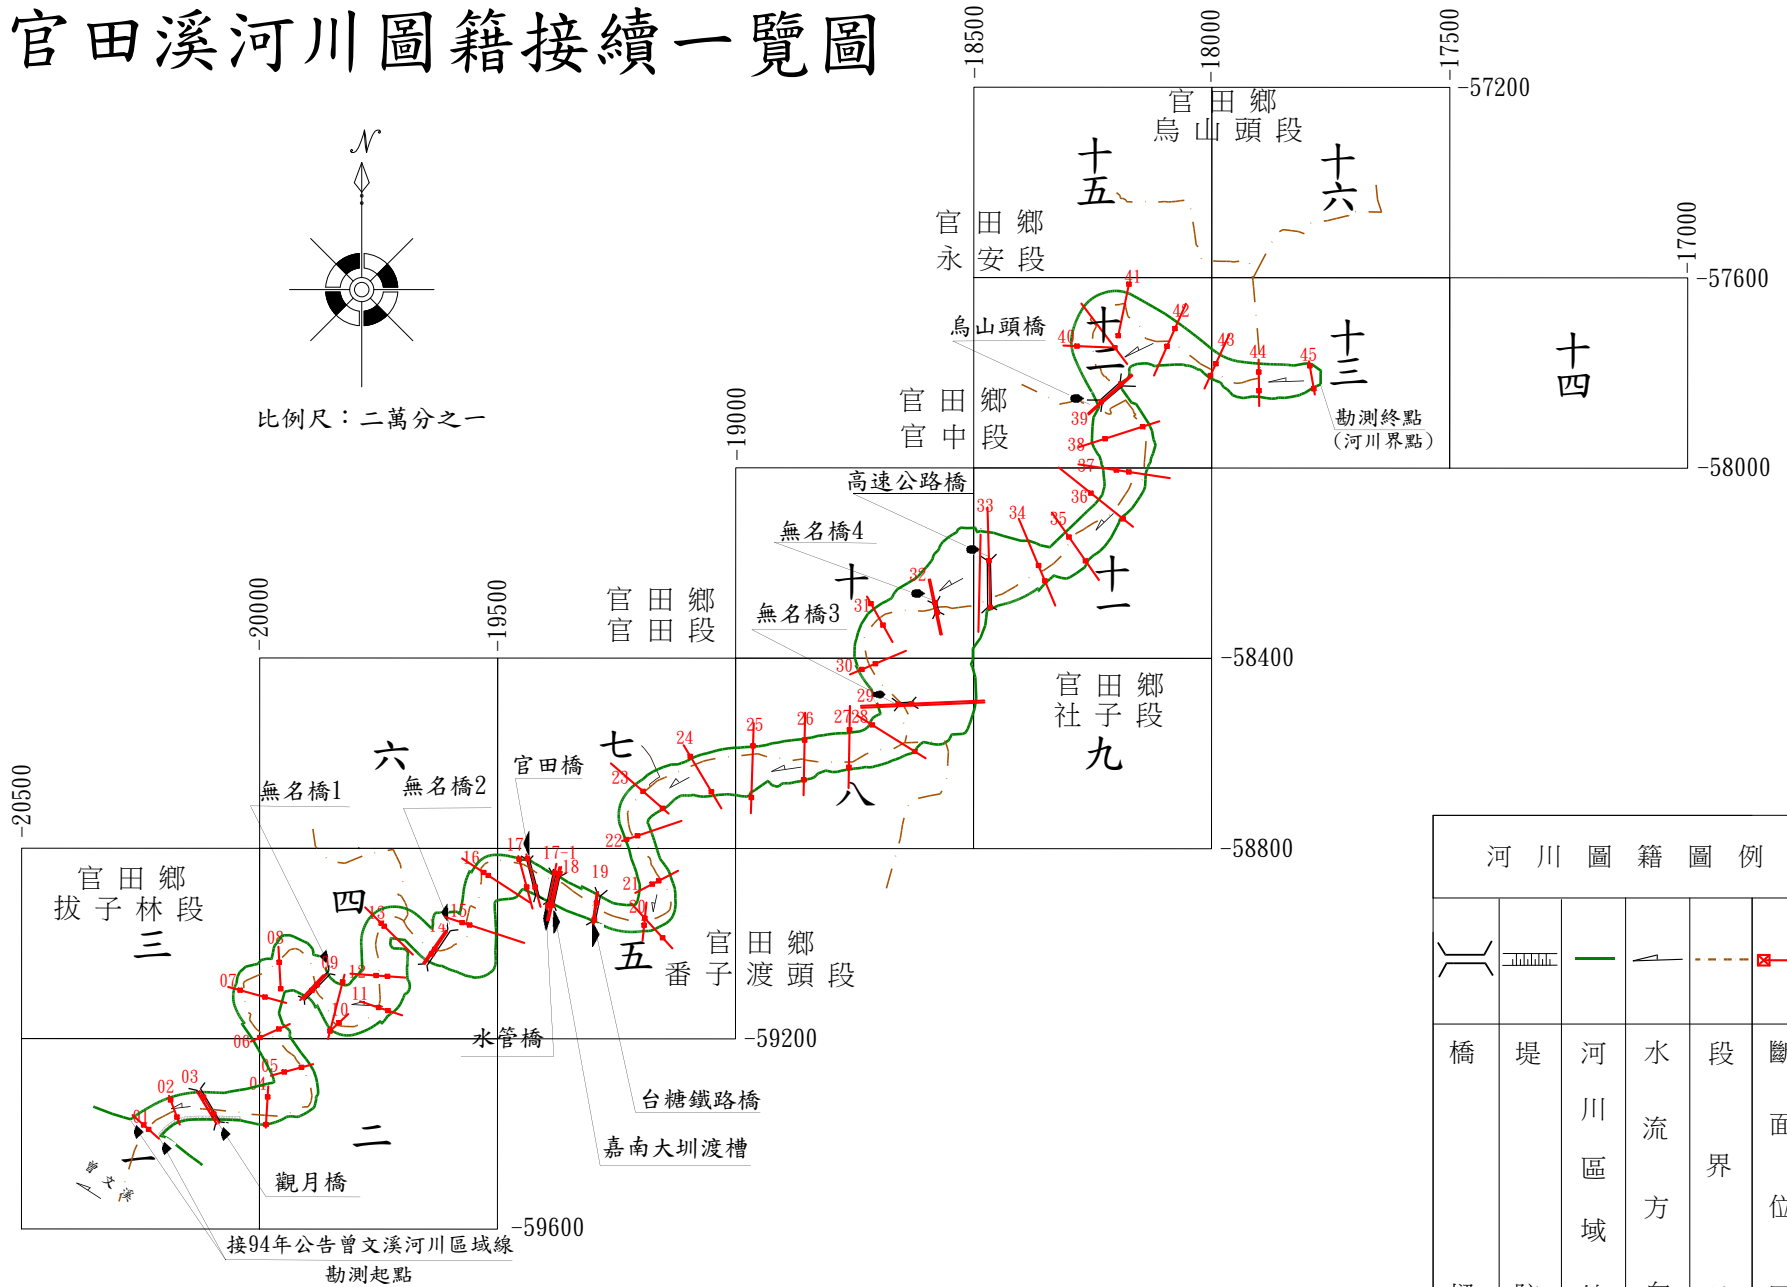 官田溪河川圖籍接續一覽圖
N
比例尺：二萬分之一
-18500
-18000
-17500
-57200
官田鄉
烏山頭段
十五
十六
-17000
官田鄉
永安段
-57600
烏山頭橋
41
40
十二
42
43
44
45
十三
十四
勘測終點
(河川界點)
官田鄉
官中段
39
38
-19000
-58000
37
高速公路橋
36
33
34
35
無名橋4
十
32
十一
31
無名橋3
官田鄉
官田段
-20000
-19500
30
-58400
29
官田鄉
社子段
九
27
28
26
25
24
七
23
八
六
官田橋
無名橋1
無名橋2
-20500
22
-58800
17
17-1
18
16
19
官田鄉
拔子林段
三
四
21
20
13
15
14
五
官田鄉
番子渡頭段
08
09
12
07
11
10
水管橋
-59200
06
05
04
03
02
01
台糖鐵路橋
嘉南大圳渡槽
一
二
觀月橋
曾文溪
-59600
接94年公告曾文溪河川區域線
勘測起點
河川圖籍圖例
橋
堤
河川區域
水流方
段界
斷面位